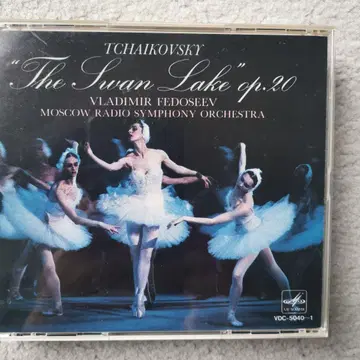 TCHAIKOVSKY
"The Swan Lake" op.20
VLADIMIR FEDOSEEV
MOSCOW RADIO SYMPHONY ORCHESTRA
VDC-5040-1